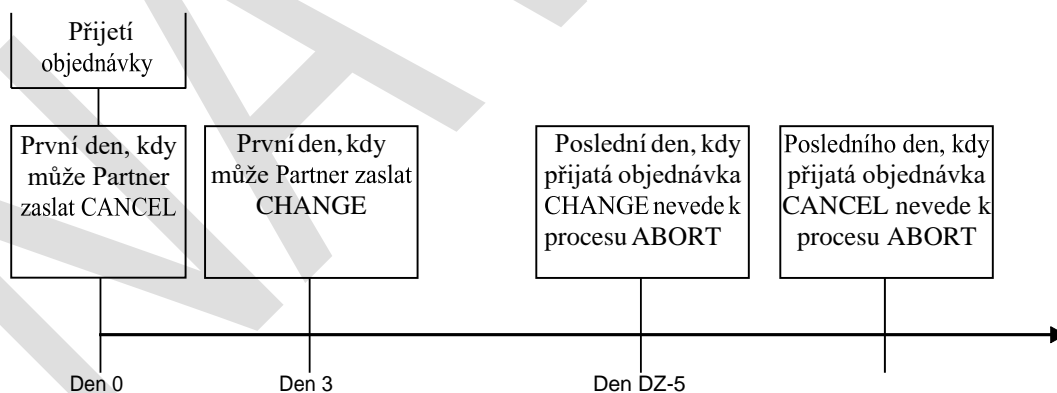 Přijetí
objednávky
První den, kdy
může Partner
zaslat CANCEL
První den, kdy
může Partner zaslat
CHANGE
Poslední den, kdy
přijatá objednávka
CHANGE nevede k
procesu ABORT
Posledního den, kdy
přijatá objednávka
CANCEL nevede k
procesu ABORT
Den 0
Den 3
Den DZ-5